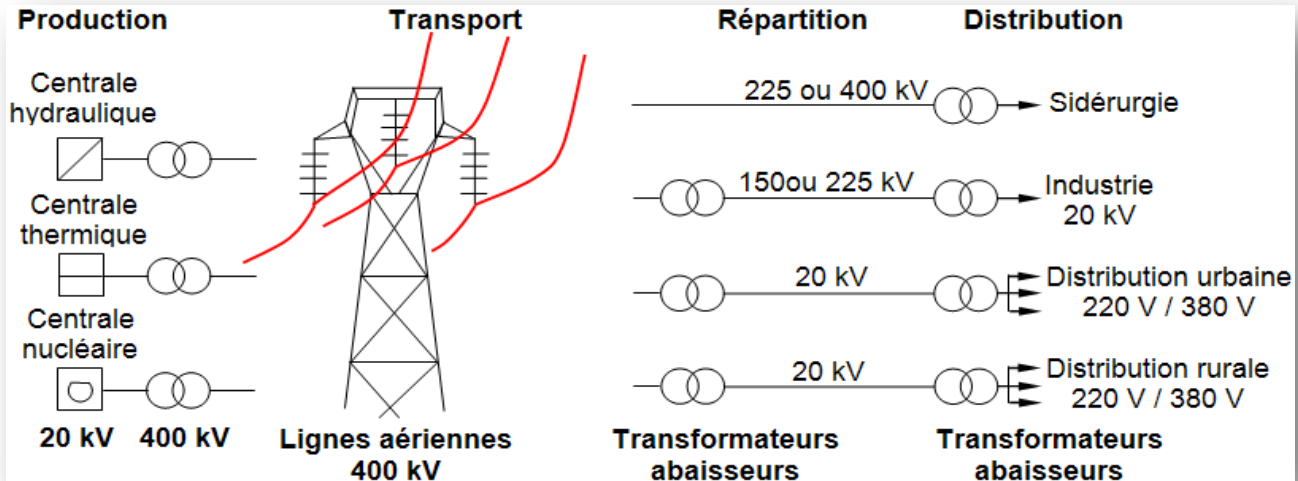 Production
Transport
Répartition
Distribution
Centrale
hydraulique
225 ou 400 kV
Sidérurgie
Centrale
thermique
150ou 225 kV
Industrie
20 kV
20 kV
Distribution urbaine
220 V / 380 V
Centrale
nucléaire
20 kV
Distribution rurale
220 V / 380 V
20 kV
400 kV
Lignes aériennes
400 kV
Transformateurs
abaisseurs
Transformateurs
abaisseurs